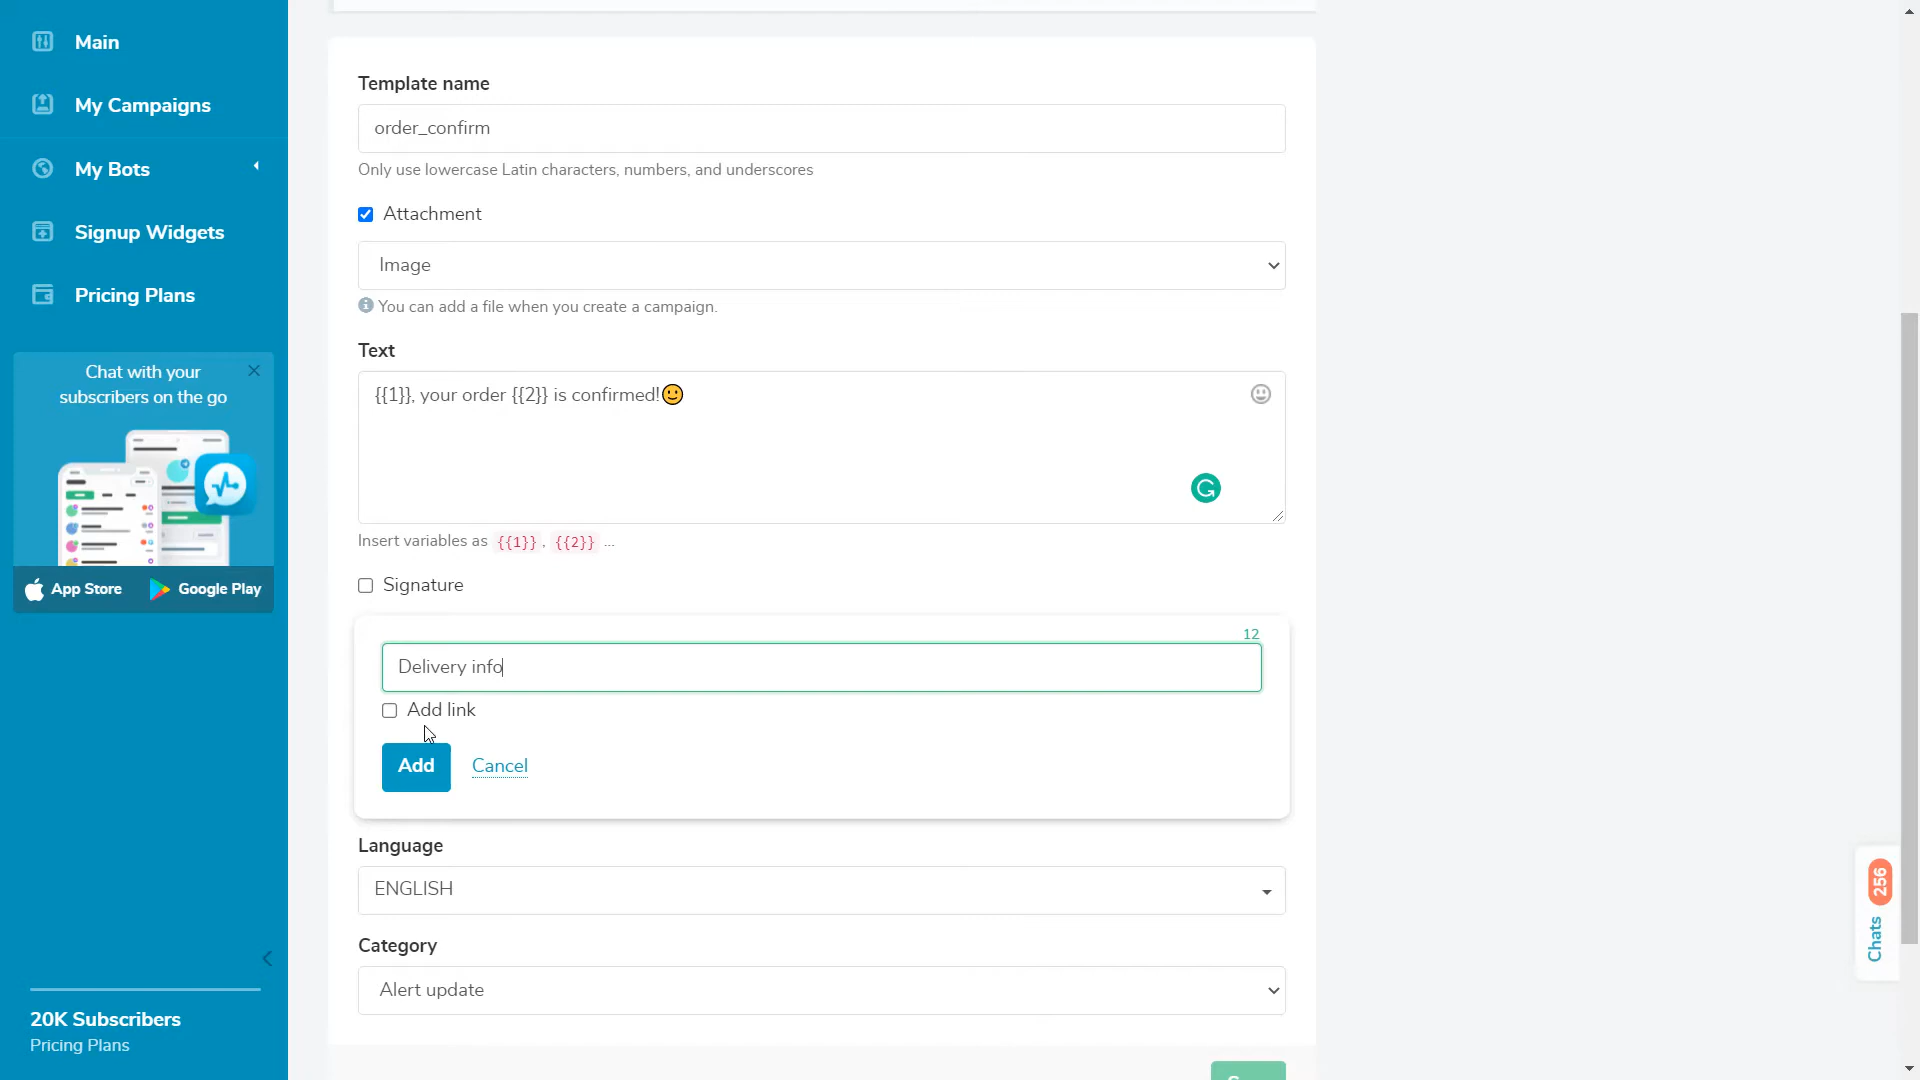 Main
My Campaigns
My Bots
Signup Widgets
Pricing Plans
Chat with your
subscribers on the go
App Store
Google Play
20K Subscribers
Pricing Plans
Template name
order_confirm
Only use lowercase Latin characters, numbers, and underscores
Attachment
Image
You can add a file when you create a campaign.
Text
{{1}}, your order {{2}} is confirmed!🙂
Insert variables as {{1}} , {{2}} ...
Signature
12
Delivery info
Add link
Add Cancel
Language
ENGLISH
Category
Alert update
Chats 256